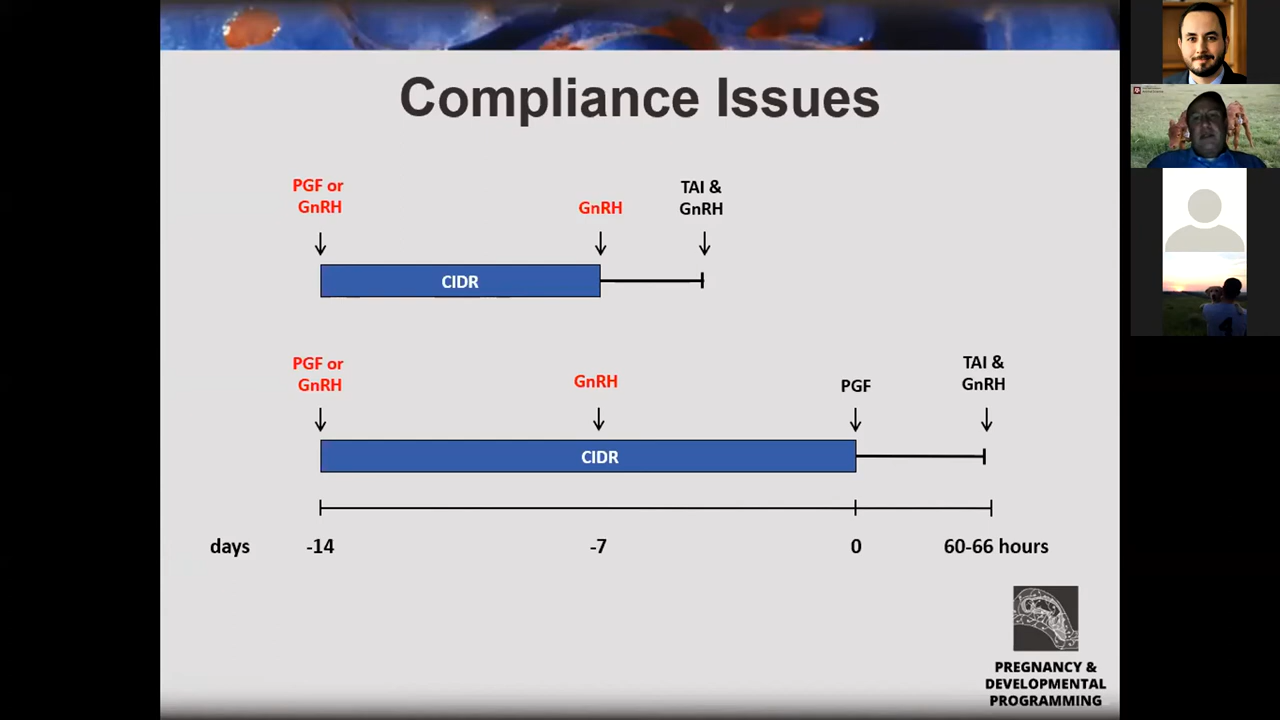 Compliance Issues
PGF or
GnRH
GnRH
TAI &
GnRH
CIDR
PGF or
GnRH
GnRH
PGF
TAI &
GnRH
CIDR
days
-14
-7
0
60-66 hours
PREGNANCY &
DEVELOPMENTAL
PROGRAMMING
4